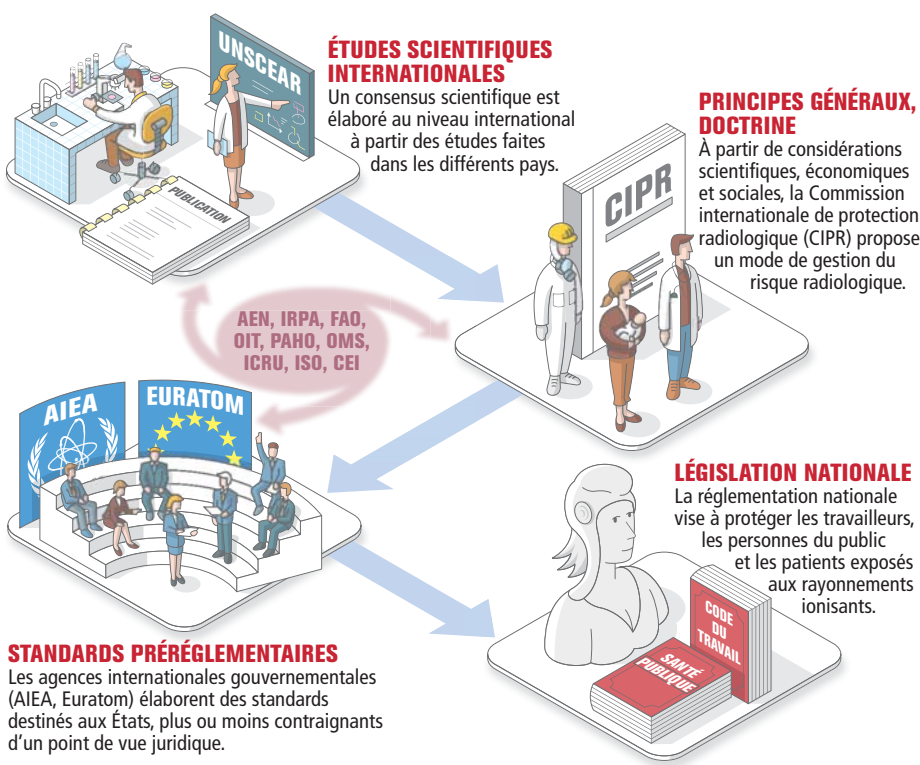 UNSCEAR
PUBLICATION
ÉTUDES SCIENTIFIQUES
INTERNATIONALES
Un consensus scientifique est
élaboré au niveau international
à partir des études faites
dans les différents pays.
CIPR
PRINCIPES GÉNÉRAUX,
DOCTRINE
À partir de considérations
scientifiques, économiques
et sociales, la Commission
internationale de protection
radiologique (CIPR) propose
un mode de gestion du
risque radiologique.
AEN, IRPA, FAO,
OIT, PAHO, OMS,
ICRU, ISO, CEI
AIEA
EURATOM
STANDARDS PRÉRÉGLEMENTAIRES
Les agences internationales gouvernementales
(AIEA, Euratom) élaborent des standards
destinés aux États, plus ou moins contraignants
d'un point de vue juridique.
LÉGISLATION NATIONALE
La réglementation nationale
vise à protéger les travailleurs,
les personnes du public
et les patients exposés
aux rayonnements
ionisants.
CODE
DU
TRAVAIL
SANTÉ
PUBLIQUE